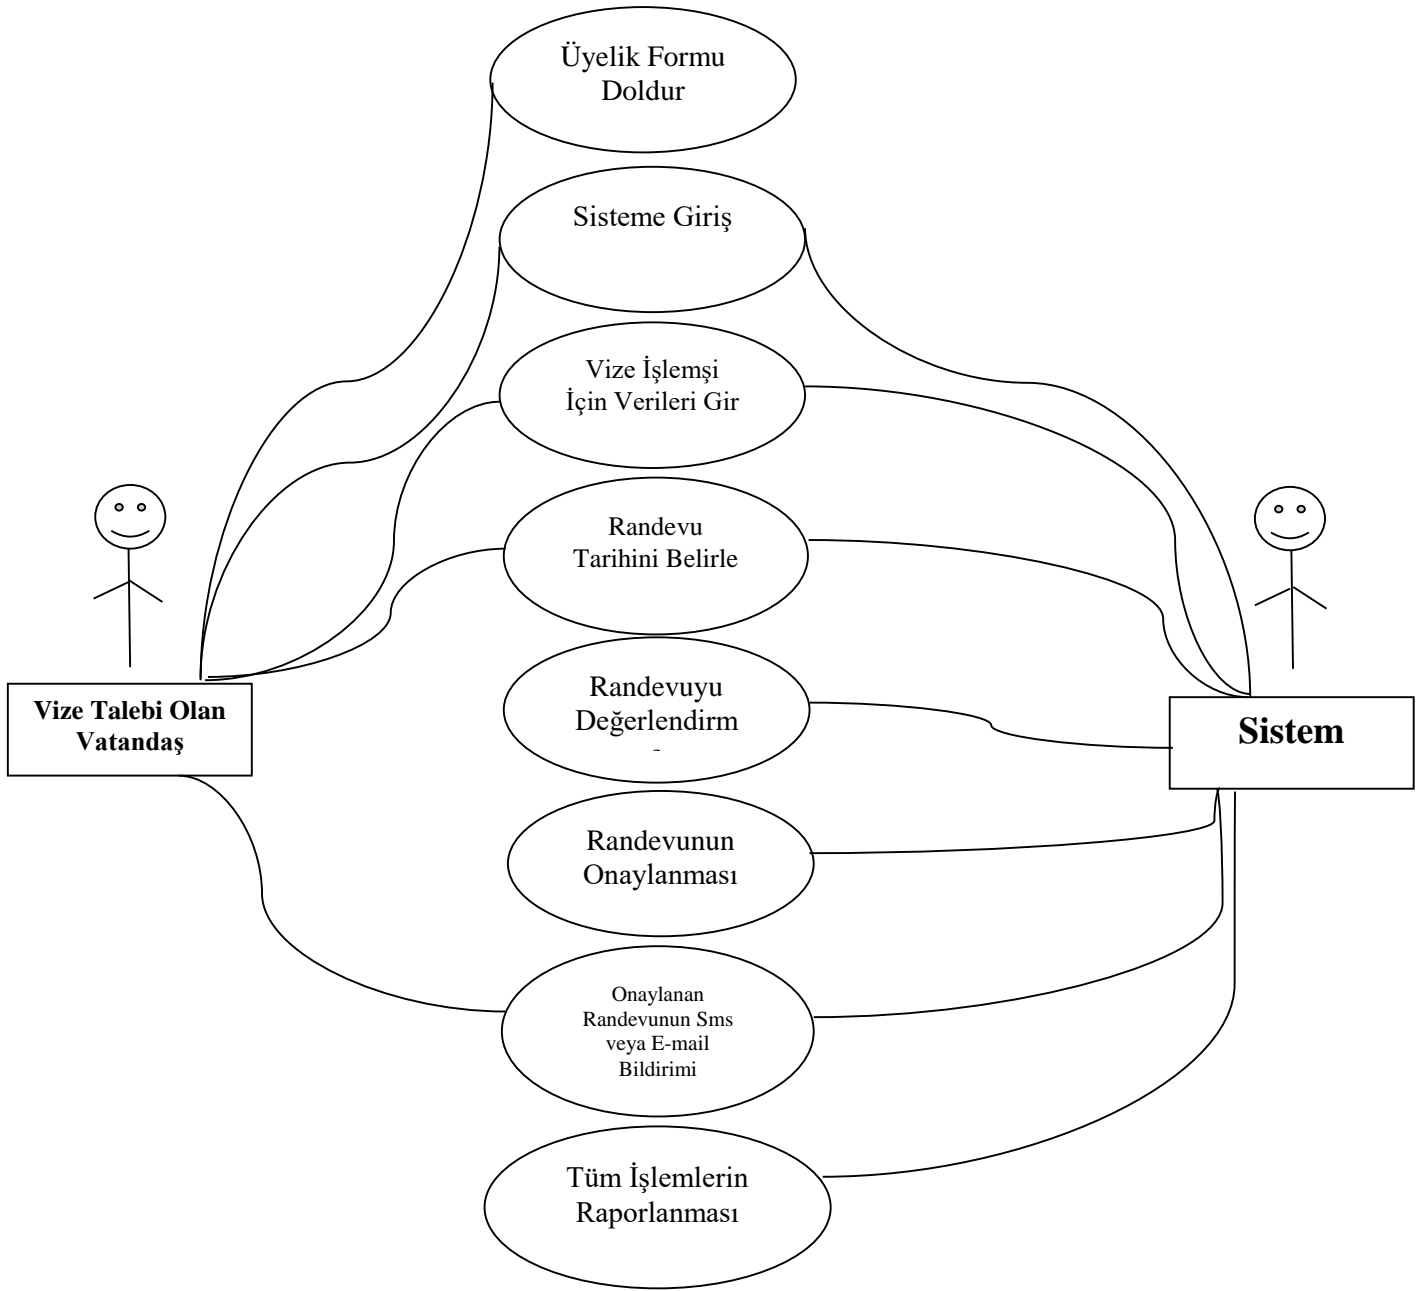 Üyelik Formu
Doldur
Sisteme Giriş
Vize İşlemşi
İçin Verileri Gir
Randevu
Tarihini Belirle
Vize Talebi Olan
Vatandaş
Randevuyu
Değerlendirm
Sistem
Randevunun
Onaylanması
Onaylanan
Randevunun Sms
veya E-mail
Bildirimi
Tüm İşlemlerin
Raporlanması